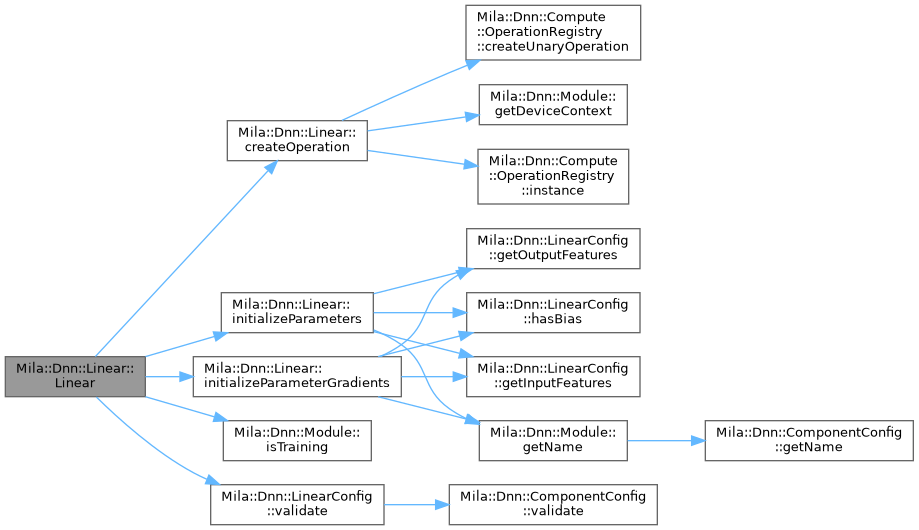 Mila::Dnn::Compute
::OperationRegistry
::createUnaryOperation
Mila::Dnn::Module::
getDeviceContext
Mila::Dnn::Linear::
createOperation
Mila::Dnn::Compute
::OperationRegistry
::instance
Mila::Dnn::LinearConfig
::getOutputFeatures
Mila::Dnn::Linear::
initializeParameters
Mila::Dnn::LinearConfig
::hasBias
Mila::Dnn::Linear::
Linear
Mila::Dnn::Linear::
initializeParameterGradients
Mila::Dnn::LinearConfig
::getInputFeatures
Mila::Dnn::Module::
isTraining
Mila::Dnn::Module::
getName
Mila::Dnn::ComponentConfig
::getName
Mila::Dnn::LinearConfig
::validate
Mila::Dnn::ComponentConfig
::validate